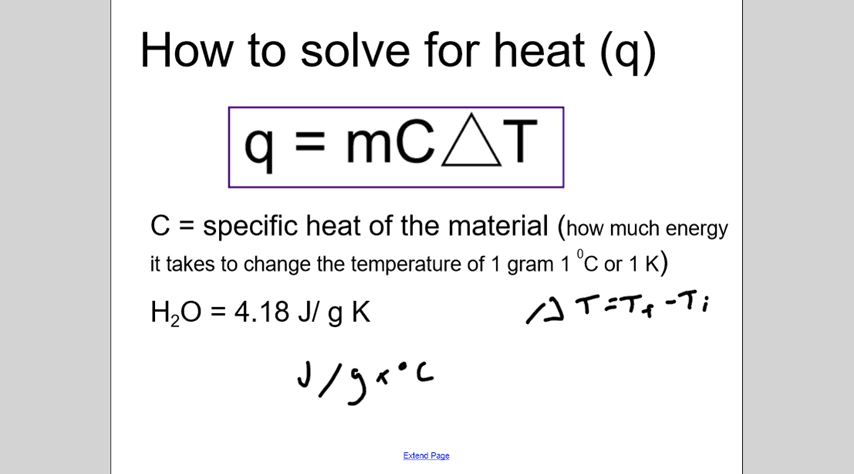 How to solve for heat (q)
q = mC△T
C = specific heat of the material (how much energy
it takes to change the temperature of 1 gram 1 ⁰C or 1 K)
H₂O = 4.18 J/ g K
△T=Tf-Ti
J/g×°C
Extend Page